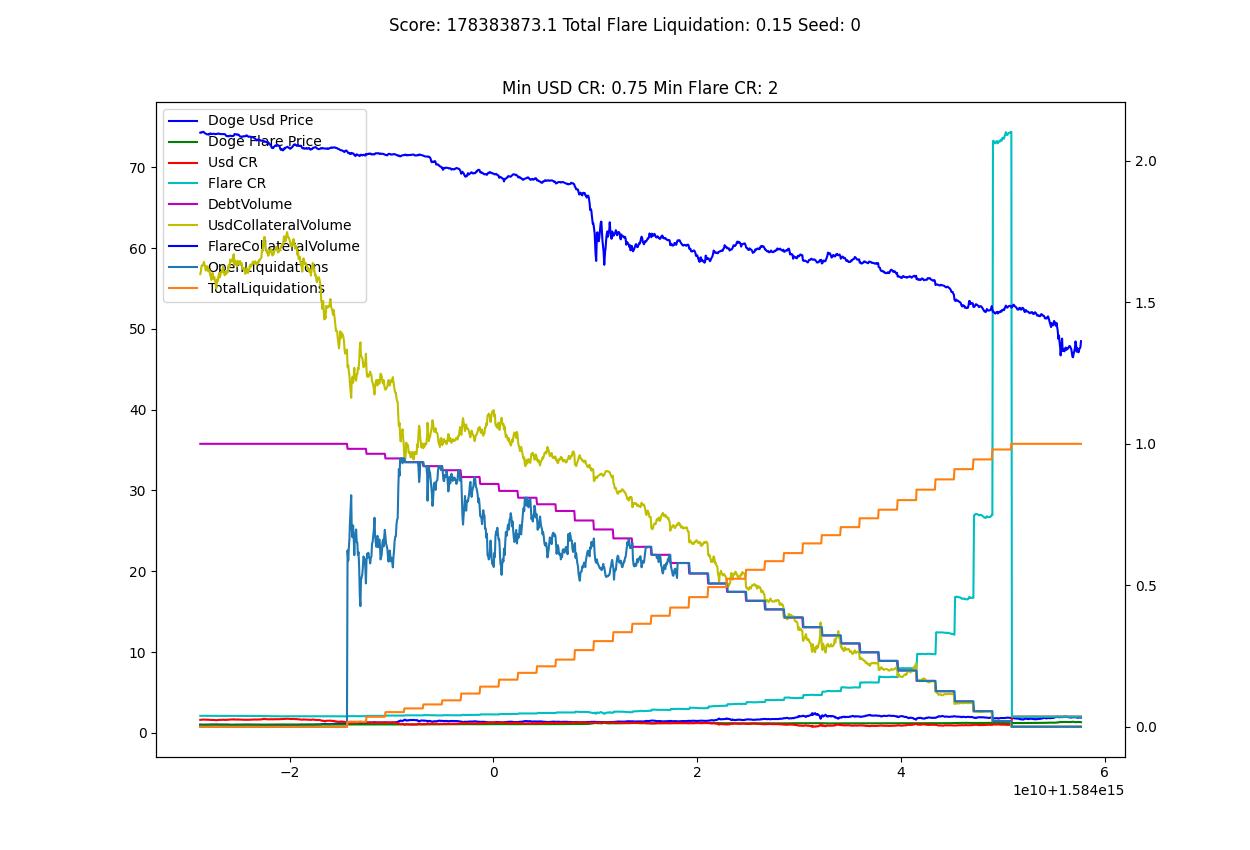 Score: 178383873.1 Total Flare Liquidation: 0.15 Seed: 0
Min USD CR: 0.75 Min Flare CR: 2
Doge Usd Price
Doge Flare Price
Usd CR
Flare CR
DebtVolume
UsdCollateralVolume
FlareCollateralVolume
OpenLiquidations
TotalLiquidations
70
60
50
40
30
20
10
0
2.0
1.5
1.0
0.5
0.0
−2 0 2 4 6
1e10+1.584e15